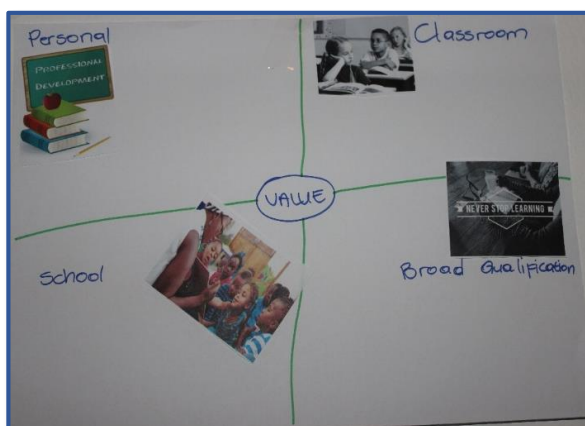 Personal
PROFESSIONAL
DEVELOPMENT
Classroom
VALUE
NEVER STOP LEARNING
School
Broad Qualification